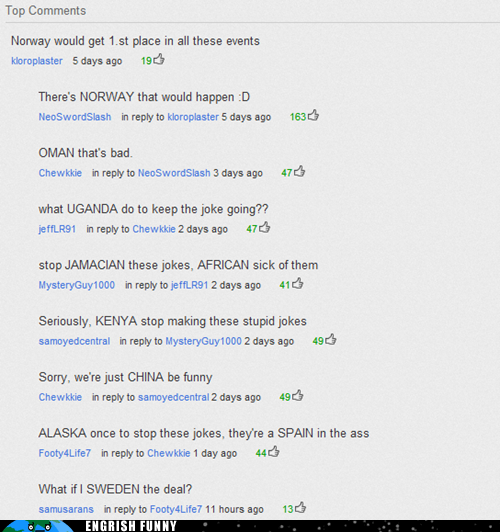 Top Comments
Norway would get 1.st place in all these events
kloroplaster 5 days ago 19
There's NORWAY that would happen :D
NeoSwordSlash in reply to kloroplaster 5 days ago 163
OMAN that's bad.
Chewkkie in reply to NeoSwordSlash 3 days ago 47
what UGANDA do to keep the joke going??
jeffLR91 in reply to Chewkkie 2 days ago 47
stop JAMACIAN these jokes, AFRICAN sick of them
MysteryGuy1000 in reply to jeffLR91 2 days ago 41
Seriously, KENYA stop making these stupid jokes
samoyedcentral in reply to MysteryGuy1000 2 days ago 49
Sorry, we're just CHINA be funny
Chewkkie in reply to samoyedcentral 2 days ago 49
ALASKA once to stop these jokes, they're a SPAIN in the ass
Footy4Life7 in reply to Chewkkie 1 day ago 44
What if I SWEDEN the deal?
samusarans in reply to Footy4Life7 11 hours ago 13
ENGRISH FUNNY